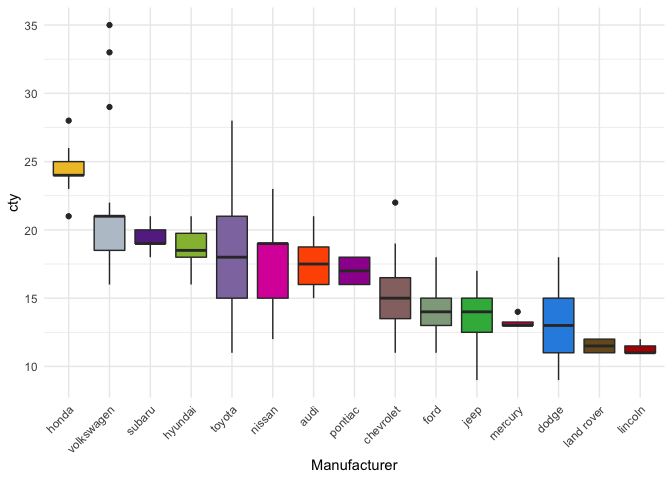 35
30
25
20
15
10
cty
honda
volkswagen
subaru
hyundai
toyota
nissan
audi
pontiac
chevrolet
ford
jeep
mercury
dodge
land rover
lincoln
Manufacturer